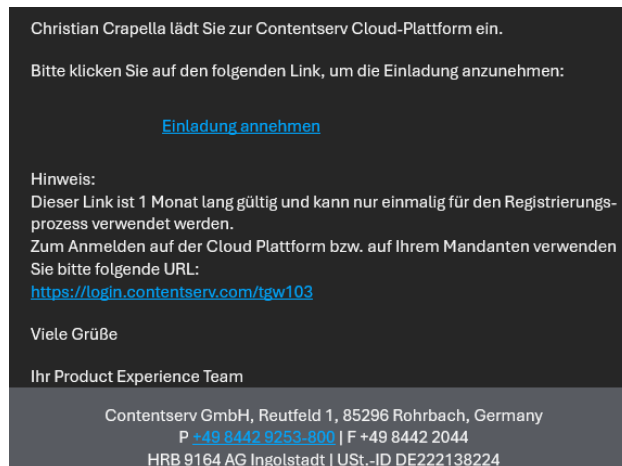 Christian Crapella lädt Sie zur Contentserv Cloud-Plattform ein.
Bitte klicken Sie auf den folgenden Link, um die Einladung anzunehmen:
Einladung annehmen
Hinweis:
Dieser Link ist 1 Monat lang gültig und kann nur einmalig für den Registrierungs-
prozess verwendet werden.
Zum Anmelden auf der Cloud Plattform bzw. auf Ihrem Mandanten verwenden
Sie bitte folgende URL:
https://login.contentserv.com/tgw103
Viele Grüße
Ihr Product Experience Team
Contentserv GmbH, Reutfeld 1, 85296 Rohrbach, Germany
P +49 8442 9253-800 | F +49 8442 2044
HRB 9164 AG Ingolstadt | USt.-ID DE222138224